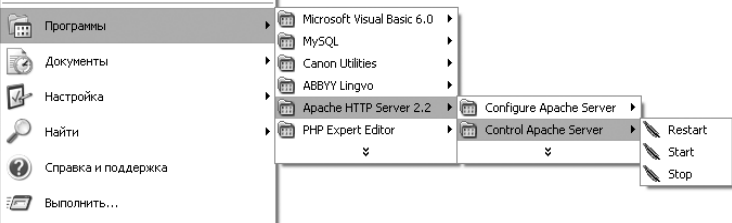 Программы
Документы
Настройка
Найти
Справка и поддержка
Выполнить...
Microsoft Visual Basic 6.0
MySQL
Canon Utilities
ABBYY Lingvo
Apache HTTP Server 2.2
PHP Expert Editor
Configure Apache Server
Control Apache Server
Restart
Start
Stop